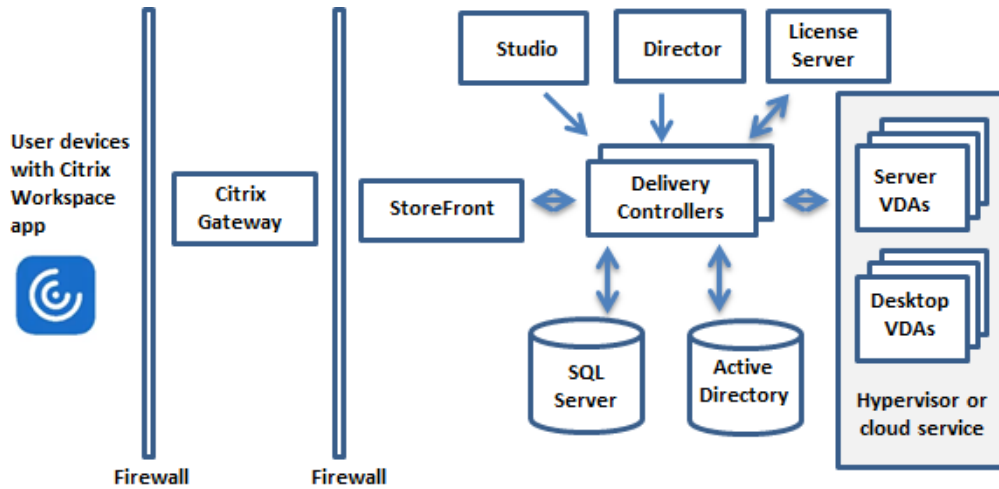 Studio
Director
License
Server
User devices
with Citrix
Workspace
app
Citrix
Gateway
StoreFront
Delivery
Controllers
Server
VDAs
Desktop
VDAs
SQL
Server
Active
Directory
Hypervisor or
cloud service
Firewall
Firewall